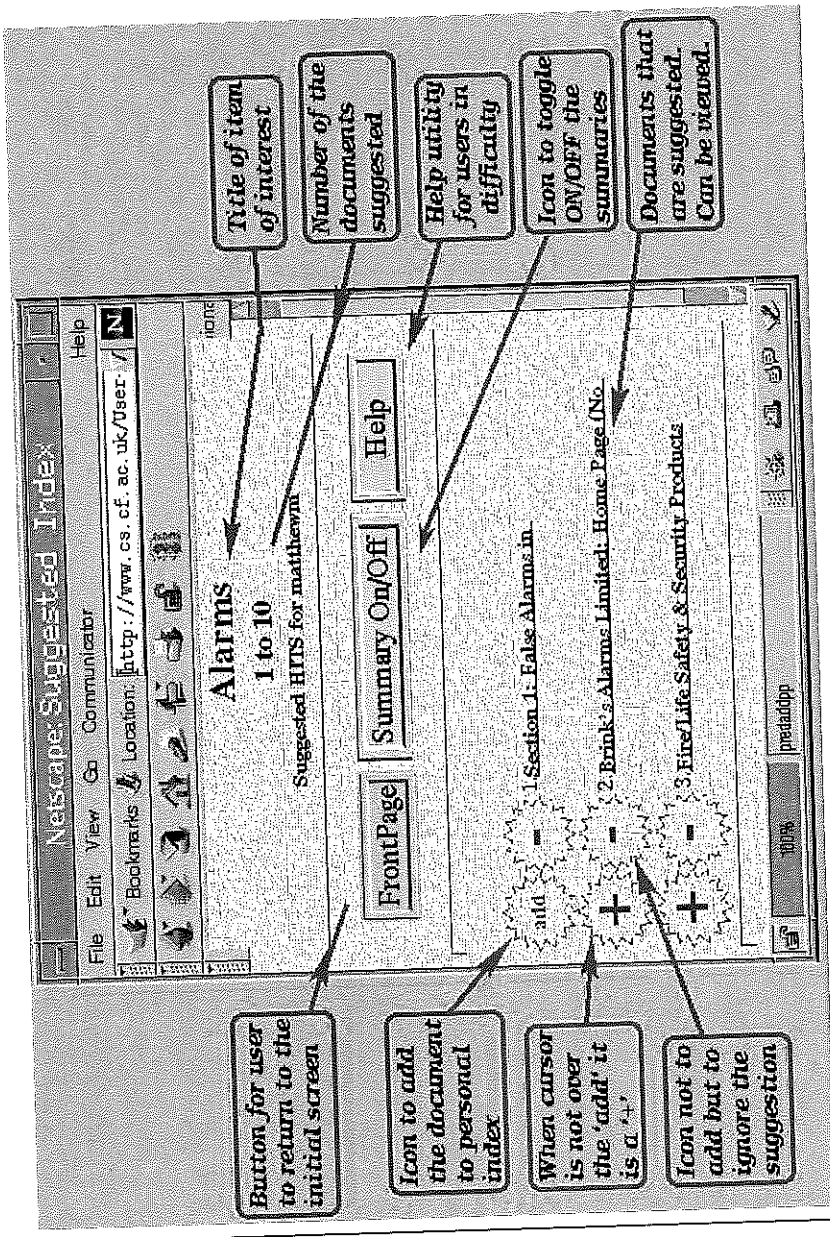 Netscape: Suggested Index
File Edit View Go Communicator Help
Bookmarks Location: http://www.cs.cf.ac.uk/User-
N
Alarms
1 to 10
Suggested HITS for matthewm
FrontPage
Summary On/Off
Help
add
-
1.Section 1: False Alarms in
+
-
2.Brink's Alarms Limited: Home Page (No
+
-
3.Fire/Life Safety & Security Products
100%
predaddpp
Button for user
to return to the
initial screen
Icon to add
the document
to personal
index
When cursor
is not over
the 'add' it
is a '+'
Icon not to
add but to
ignore the
suggestion
Title of item
of interest
Number of the
documents
suggested
Help utility
for users in
difficulty
Icon to toggle
ON/OFF the
summaries
Documents that
are suggested.
Can be viewed.